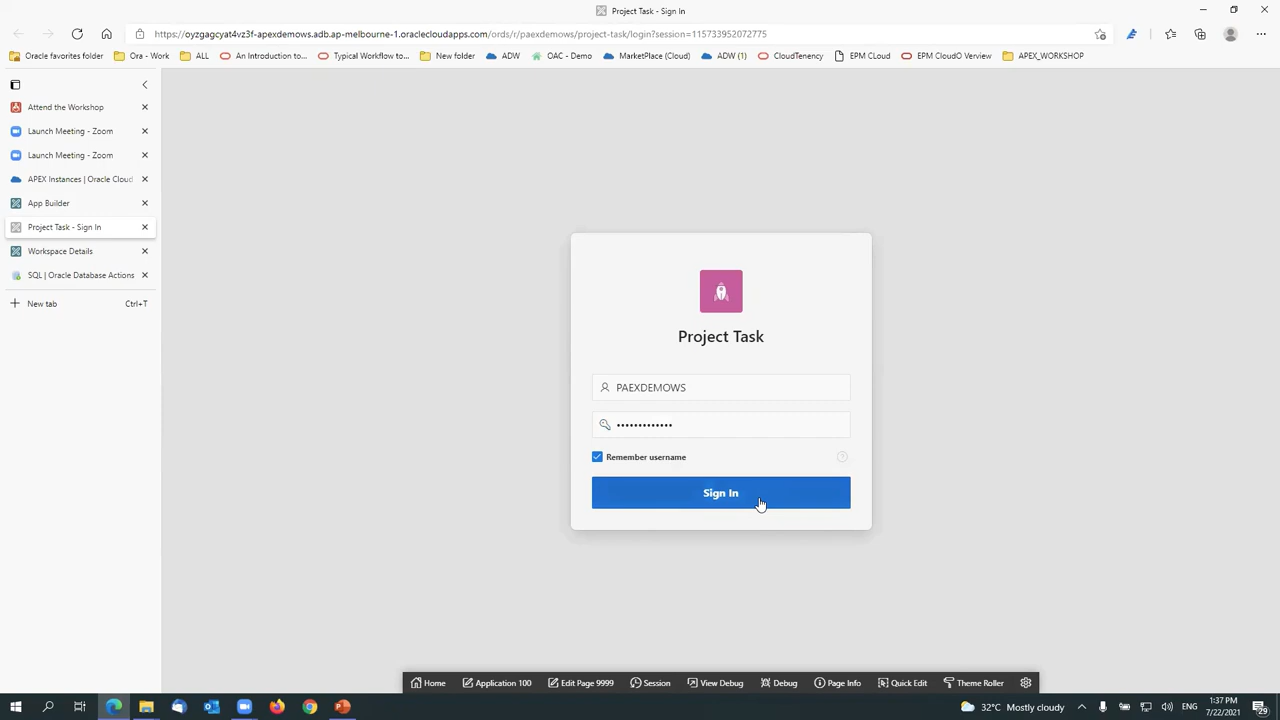 Project Task - Sign In
https://oyzgagcyat4vz3f-apexdemows.adb.ap-melbourne-1.oraclecloudapps.com/ords/r/paexdemows/project-task/login?session=115733952072775
Oracle favorites folder
Ora - Work
ALL
An Introduction to...
Typical Workflow to...
New folder
ADW
OAC - Demo
MarketPlace (Cloud)
ADW (1)
CloudTenency
EPM CLoud
EPM CloudO Verview
APEX_WORKSHOP
Attend the Workshop
Launch Meeting - Zoom
Launch Meeting - Zoom
APEX Instances | Oracle Cloud
App Builder
Project Task - Sign In
Workspace Details
SQL | Oracle Database Actions
New tab Ctrl+T
Project Task
PAEXDEMOWS
•••••••••••••
Remember username
Sign In
Home
Application 100
Edit Page 9999
Session
View Debug
Debug
Page Info
Quick Edit
Theme Roller
32°C Mostly cloudy
ENG
1:37 PM
7/22/2021
29